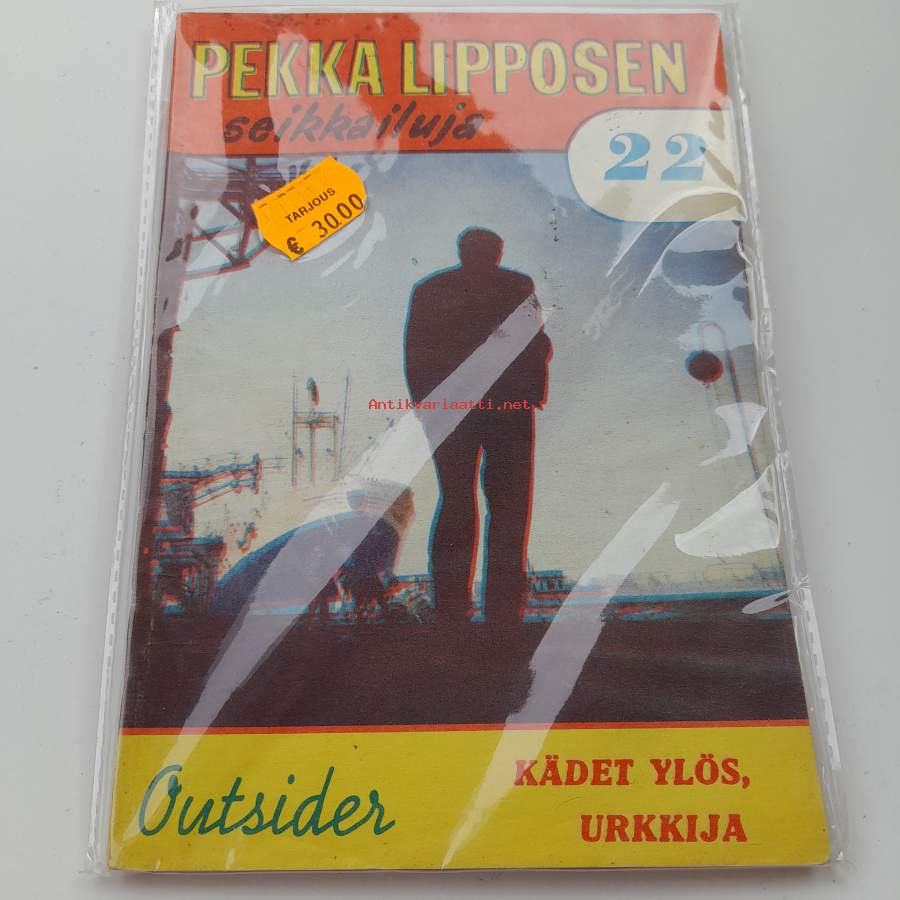 PEKKA LIPPOSEN
seikkailuja
22
TARJOUS
€ 30.00
Antikvariaatti.net
Outsider
KÄDET YLÖS,
URKKIJA